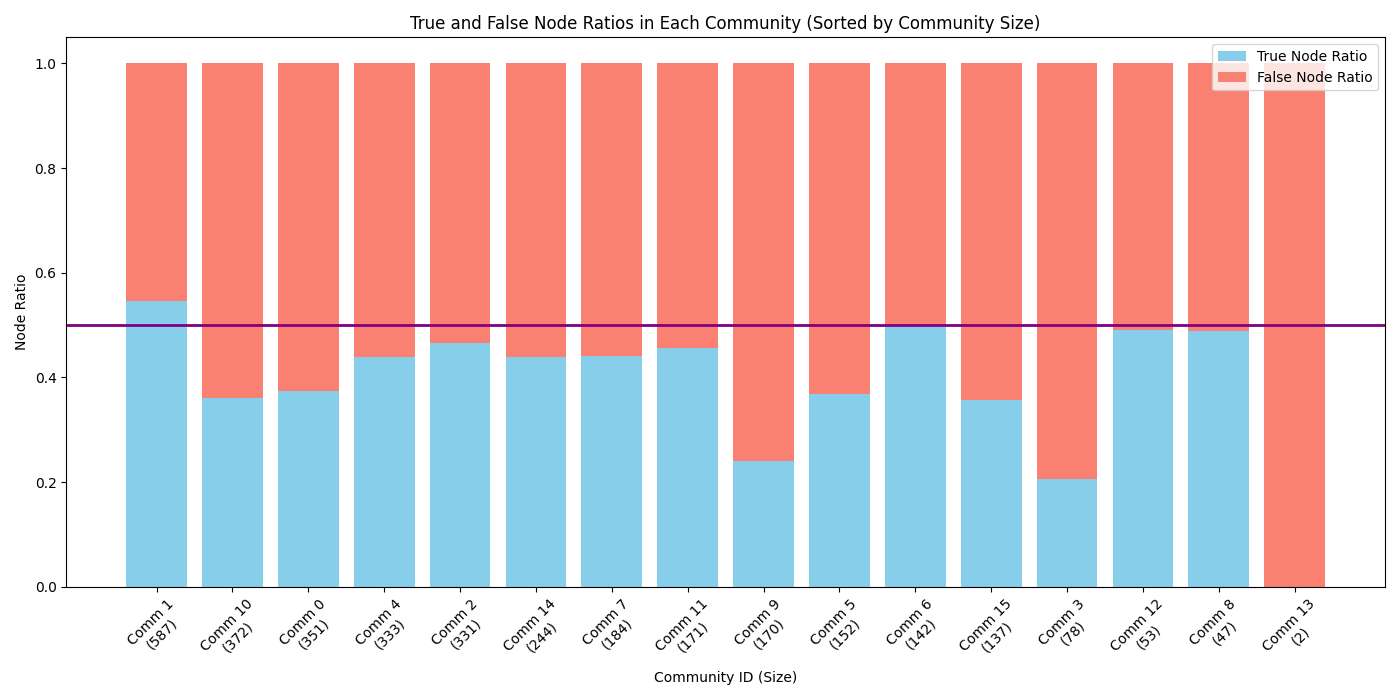 True and False Node Ratios in Each Community (Sorted by Community Size)
True Node Ratio
False Node Ratio
Node Ratio
1.0
0.8
0.6
0.4
0.2
0.0
Comm 1
(587)
Comm 10
(372)
Comm 0
(351)
Comm 4
(333)
Comm 2
(331)
Comm 14
(244)
Comm 7
(184)
Comm 11
(171)
Comm 9
(170)
Comm 5
(152)
Comm 6
(142)
Comm 15
(137)
Comm 3
(78)
Comm 12
(53)
Comm 8
(47)
Comm 13
(2)
Community ID (Size)